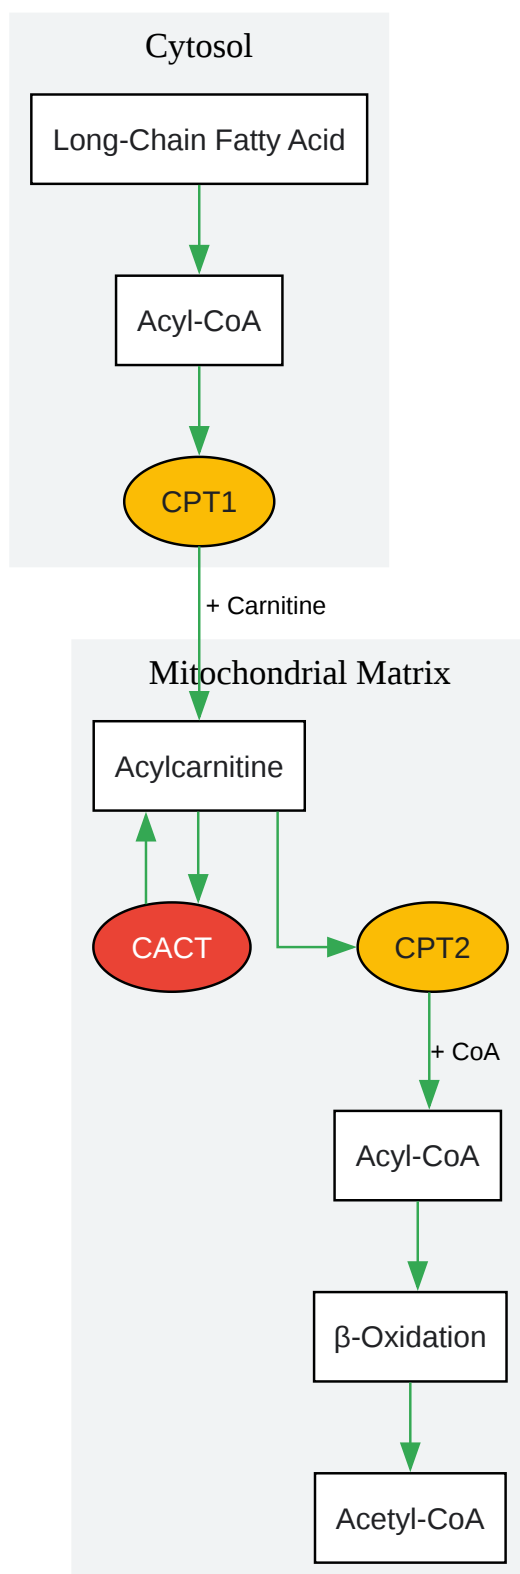 Cytosol
Long-Chain Fatty Acid
Acyl-CoA
CPT1
+ Carnitine
Mitochondrial Matrix
Acylcarnitine
CACT
CPT2
+ CoA
Acyl-CoA
β-Oxidation
Acetyl-CoA